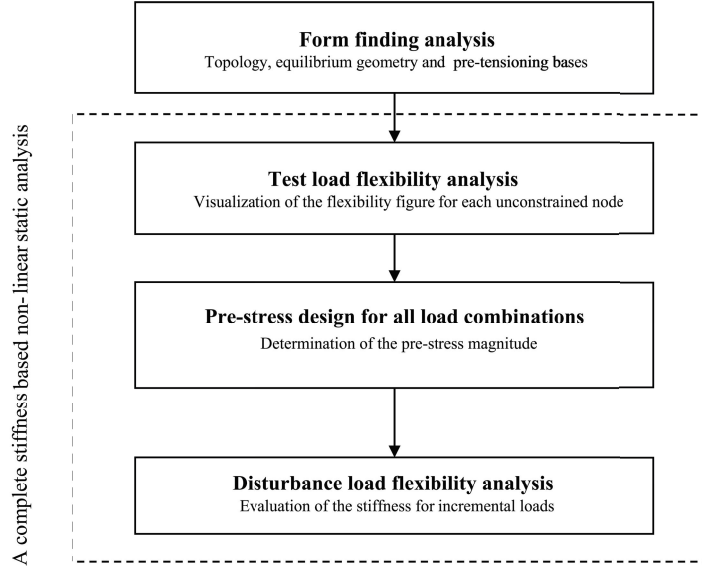 Form finding analysis
Topology, equilibrium geometry and pre-tensioning bases
A complete stiffness based non-linear static analysis
Test load flexibility analysis
Visualization of the flexibility figure for each unconstrained node
Pre-stress design for all load combinations
Determination of the pre-stress magnitude
Disturbance load flexibility analysis
Evaluation of the stiffness for incremental loads